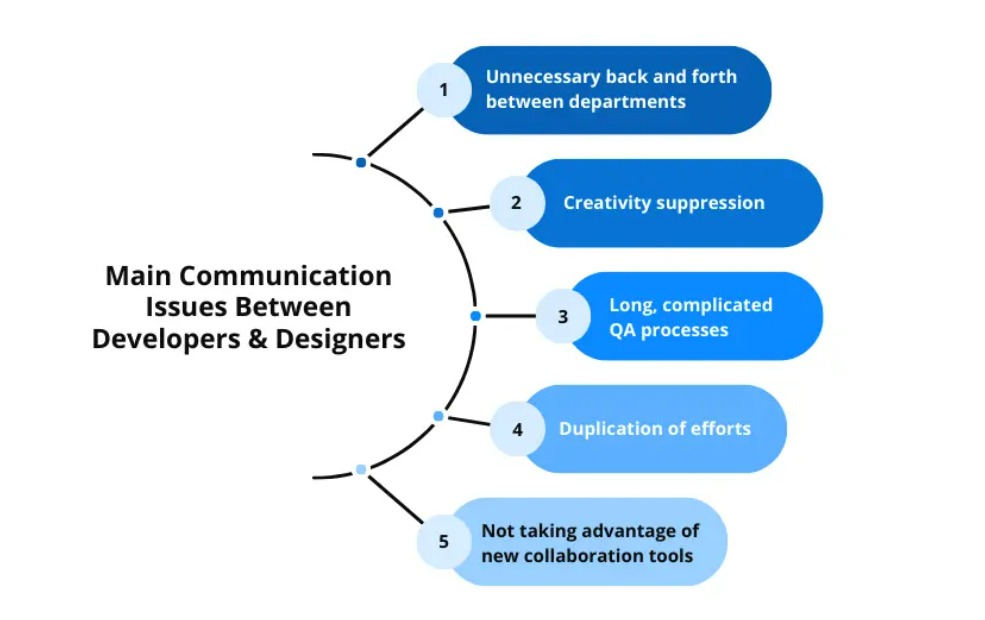 Main Communication
Issues Between
Developers & Designers
1
Unnecessary back and forth
between departments
2
Creativity suppression
3
Long, complicated
QA processes
4
Duplication of efforts
5
Not taking advantage of
new collaboration tools